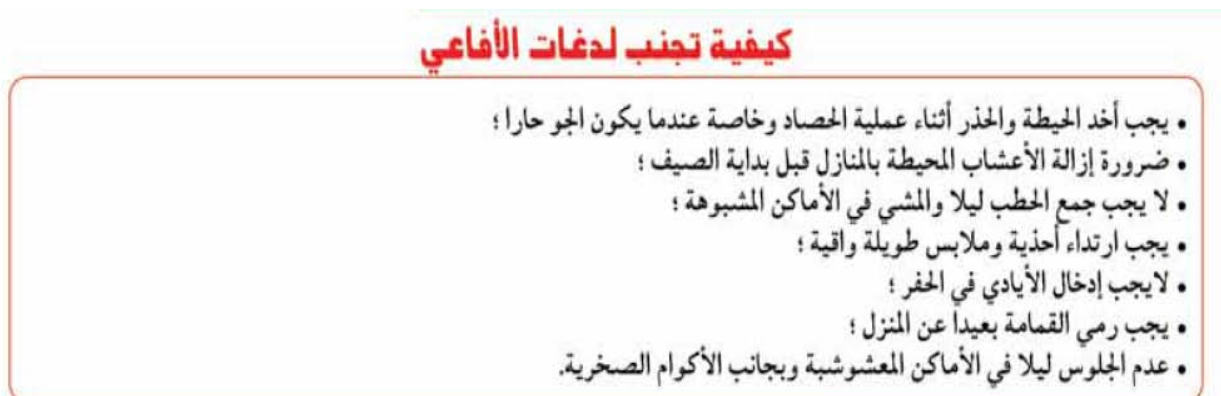 كيفية تجنب لدغات الأفاعي
• يجب أخد الحيطة والحذر أثناء عملية الحصاد وخاصة عندما يكون الجو حارا ؛
• ضرورة إزالة الأعشاب المحيطة بالمنازل قبل بداية الصيف ؛
• لا يجب جمع الحطب ليلا والمشي في الأماكن المشبوهة ؛
• يجب ارتداء أحذية وملابس طويلة واقية ؛
• لايجب إدخال الأيادي في الحفر ؛
• يجب رمي القمامة بعيدا عن المنزل ؛
• عدم الجلوس ليلا في الأماكن المعشوشبة وبجانب الأكوام الصخرية.